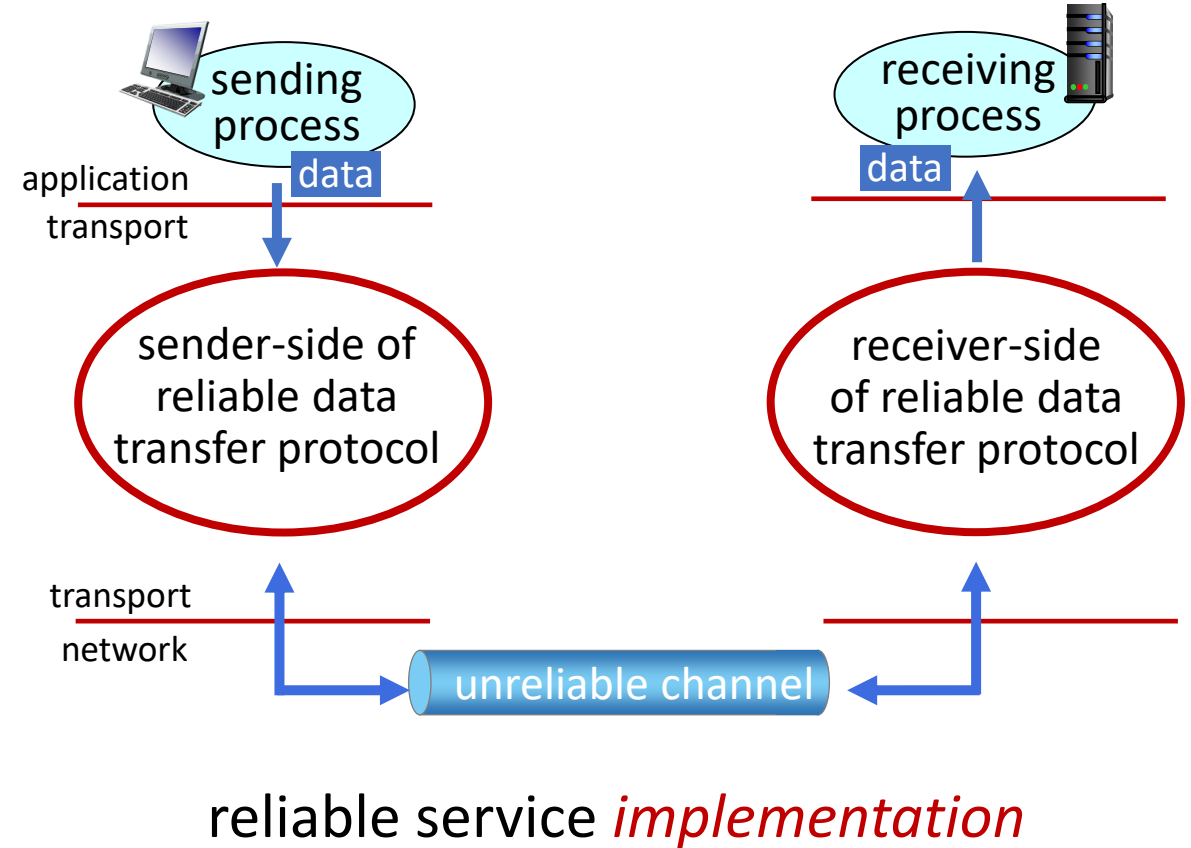 sending
process
data
application
transport
receiving
process
data
sender-side of
reliable data
transfer protocol
receiver-side
of reliable data
transfer protocol
transport
network
unreliable channel
reliable service implementation